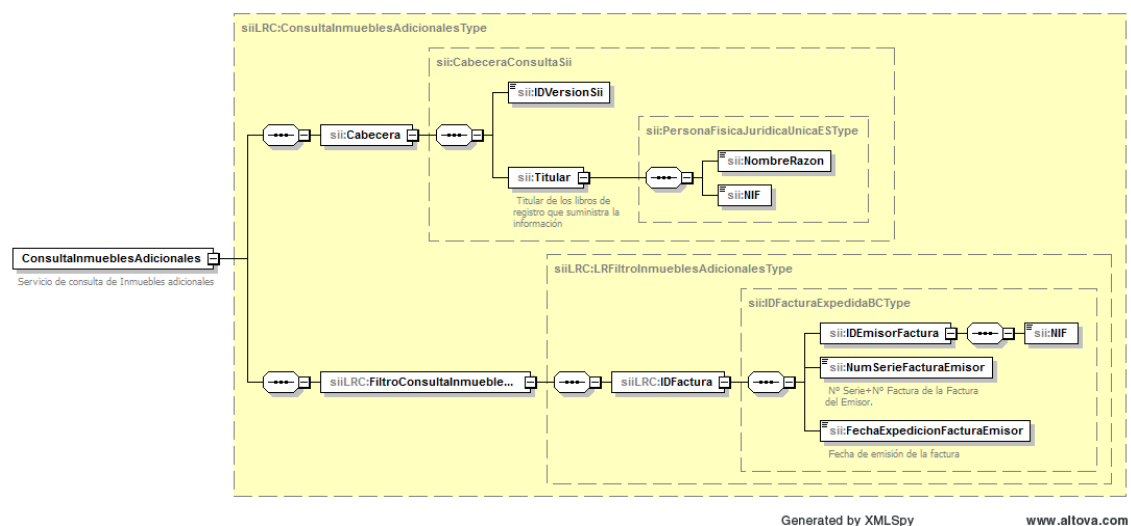 siiLRC:ConsultaInmueblesAdicionalesType
sii:CabeceraConsultaSii
sii:IDVersionSii
sii:PersonaFisicaJuridicaUnicaESType
sii:Cabecera
sii:NombreRazon
sii:Titular
sii:NIF
Titular de los libros de
registro que suministra la
información
ConsultaInmueblesAdicionales
Servicio de consulta de Inmuebles adicionales
siiLRC:LRFiltroInmueblesAdicionalesType
sii:IDFacturaExpedidaBCType
sii:IDEmisorFactura
sii:NIF
siiLRC:FiltroConsultaInmueble...
siiLRC:IDFactura
sii:NumSerieFacturaEmisor
Nº Serie+Nº Factura de la Factura
del Emisor.
sii:FechaExpedicionFacturaEmisor
Fecha de emisión de la factura
Generated by XMLSpy
www.altova.com